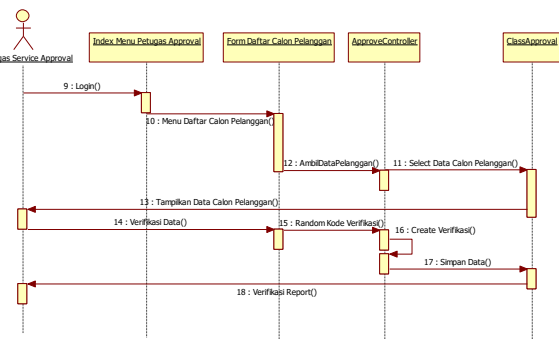 gas Service Approval
Index Menu Petugas Approval
Form Daftar Calon Pelanggan
ApproveController
ClassApproval
9 : Login()
10 : Menu Daftar Calon Pelanggan()
12 : AmbilDataPelanggan()
11 : Select Data Calon Pelanggan()
13 : Tampilkan Data Calon Pelanggan()
14 : Verifikasi Data()
15 : Random Kode Verifikasi()
16 : Create Verifikasi()
17 : Simpan Data()
18 : Verifikasi Report()